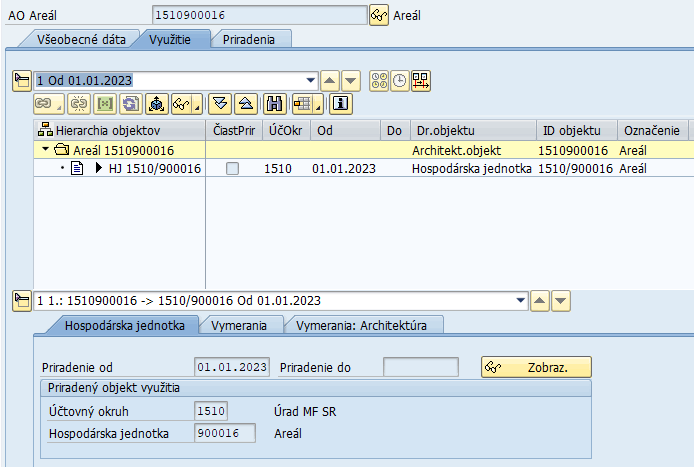 AO Areál 1510900016 Areál
Všeobecné dáta Využitie Priradenia
1 Od 01.01.2023
Hierarchia objektov ČiastPrir ÚčOkr Od Do Dr.objektu ID objektu Označenie
Areál 1510900016 Architekt.objekt 1510900016 Areál
HJ 1510/900016 1510 01.01.2023 Hospodárska jednotka 1510/900016 Areál
1 1.: 1510900016 -> 1510/900016 Od 01.01.2023
Hospodárska jednotka Vymerania Vymerania: Architektúra
Priradenie od 01.01.2023 Priradenie do Zobraz.
Priradený objekt využitia
Účtovný okruh 1510 Úrad MF SR
Hospodárska jednotka 900016 Areál